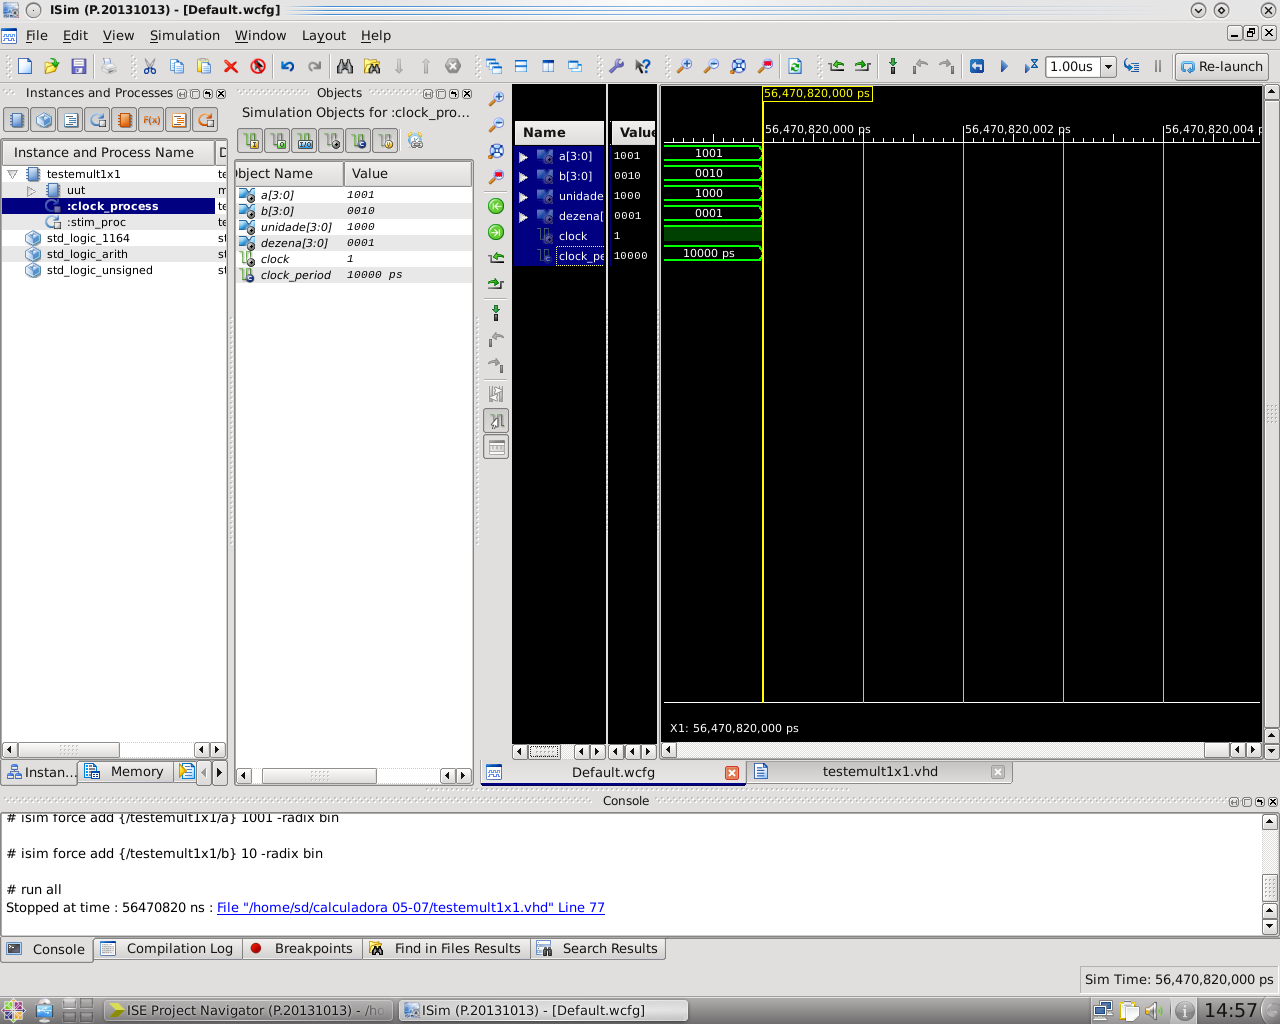 ISim (P.20131013) - [Default.wcfg]
File Edit View Simulation Window Layout Help
1.00us Re-launch
Instances and Processes
Instance and Process Name D
testemult1x1 te
uut m
:clock_process te
:stim_proc te
std_logic_1164 st
std_logic_arith st
std_logic_unsigned st
Instan... Memory
Objects
Simulation Objects for :clock_pro...
bject Name Value
a[3:0] 1001
b[3:0] 0010
unidade[3:0] 1000
dezena[3:0] 0001
clock 1
clock_period 10000 ps
Name Value
a[3:0] 1001
b[3:0] 0010
unidade 1000
dezena[ 0001
clock 1
clock_pe 10000
56,470,820,000 ps
56,470,820,000 ps 56,470,820,002 ps 56,470,820,004 p
1001
0010
1000
0001
10000 ps
X1: 56,470,820,000 ps
Default.wcfg testemult1x1.vhd
Console
# isim force add {/testemult1x1/a} 1001 -radix bin
# isim force add {/testemult1x1/b} 10 -radix bin
# run all
Stopped at time : 56470820 ns : File "/home/sd/calculadora 05-07/testemult1x1.vhd" Line 77
Console Compilation Log Breakpoints Find in Files Results Search Results
Sim Time: 56,470,820,000 ps
ISE Project Navigator (P.20131013) - /ho ISim (P.20131013) - [Default.wcfg] 14:57